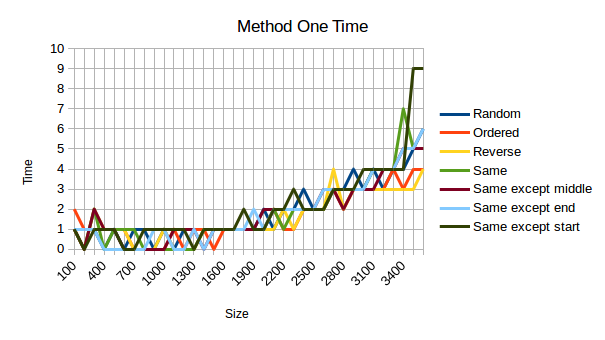 Method One Time
10
9
8
7
6
5
4
3
2
1
0
Time
100
400
700
1000
1300
1600
1900
2200
2500
2800
3100
3400
Size
Random
Ordered
Reverse
Same
Same except middle
Same except end
Same except start